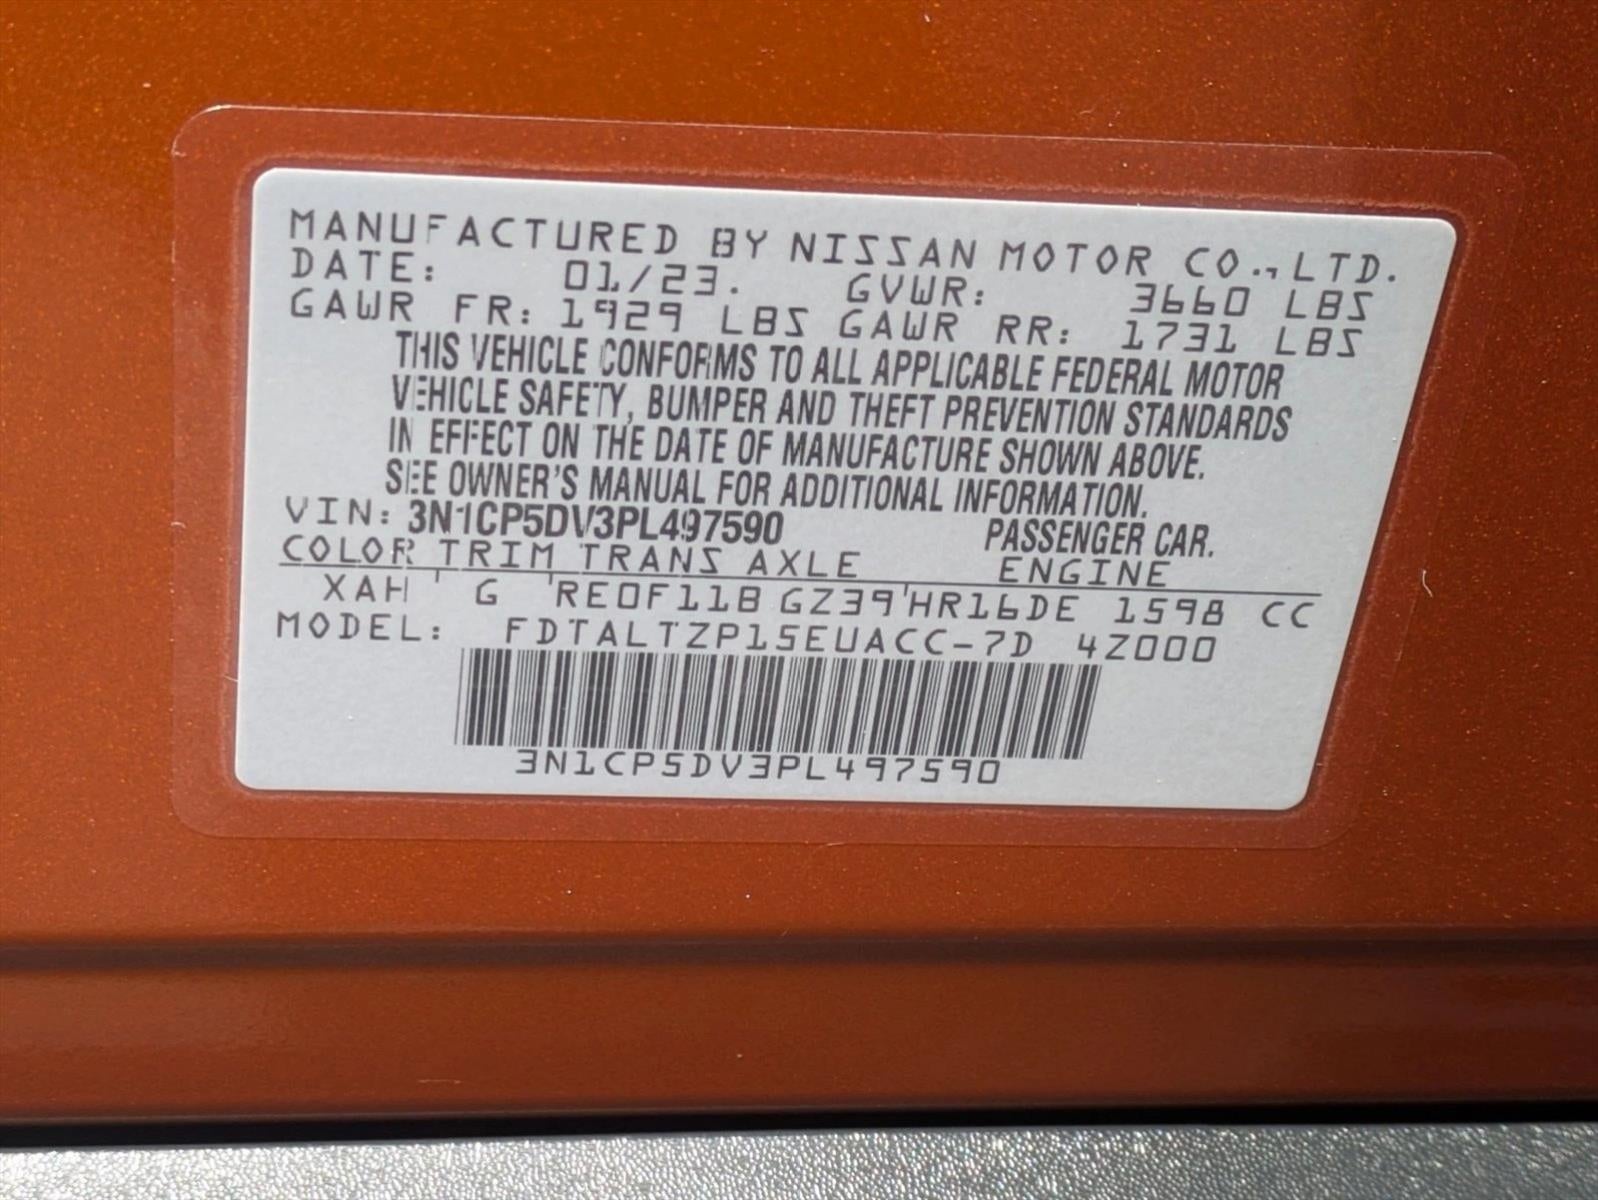 MANUFACTURED BY NISSAN MOTOR CO., LTD.
DATE: 01/23. GVWR: 3660 LBS
GAWR FR: 1929 LBS GAWR RR: 1731 LBS
THIS VEHICLE CONFORMS TO ALL APPLICABLE FEDERAL MOTOR
VEHICLE SAFETY, BUMPER AND THEFT PREVENTION STANDARDS
IN EFFECT ON THE DATE OF MANUFACTURE SHOWN ABOVE.
SEE OWNER'S MANUAL FOR ADDITIONAL INFORMATION.
VIN: 3N1CP5DV3PL497590 PASSENGER CAR.
COLOR TRIM TRANS AXLE ENGINE
XAH ' G 'RE0F11B GZ39'HR16DE 1598 CC
MODEL: FDTALTZP15EUACC-7D 4Z000
3N1CP5DV3PL497590